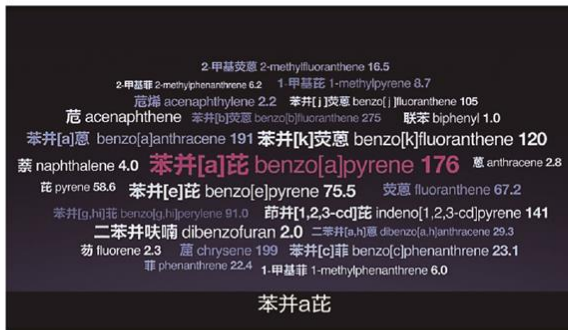 2-甲基荧蒽 2-methylfluoranthene 16.5
2-甲基菲 2-methylphenanthrene 6.2 1-甲基芘 1-methylpyrene 8.7
苊烯 acenaphthylene 2.2 苯并[j]荧蒽 benzo[j]fluoranthene 105
苊 acenaphthene 苯并[b]荧蒽 benzo[b]fluoranthene 275 联苯 biphenyl 1.0
苯并[a]蒽 benzo[a]anthracene 191 苯并[k]荧蒽 benzo[k]fluoranthene 120
萘 naphthalene 4.0 苯并[a]芘 benzo[a]pyrene 176 蒽 anthracene 2.8
芘 pyrene 58.6 苯并[e]芘 benzo[e]pyrene 75.5 荧蒽 fluoranthene 67.2
苯并[g,hi]苝 benzo[g,hi]perylene 91.0 茚并[1,2,3-cd]芘 indeno[1,2,3-cd]pyrene 141
二苯并呋喃 dibenzofuran 2.0 二苯并[a,h]蒽 dibenzo[a,h]anthracene 29.3
芴 fluorene 2.3 䓛 chrysene 199 苯并[c]菲 benzo[c]phenanthrene 23.1
菲 phenanthrene 22.4 1-甲基菲 1-methylphenanthrene 6.0
苯并a芘